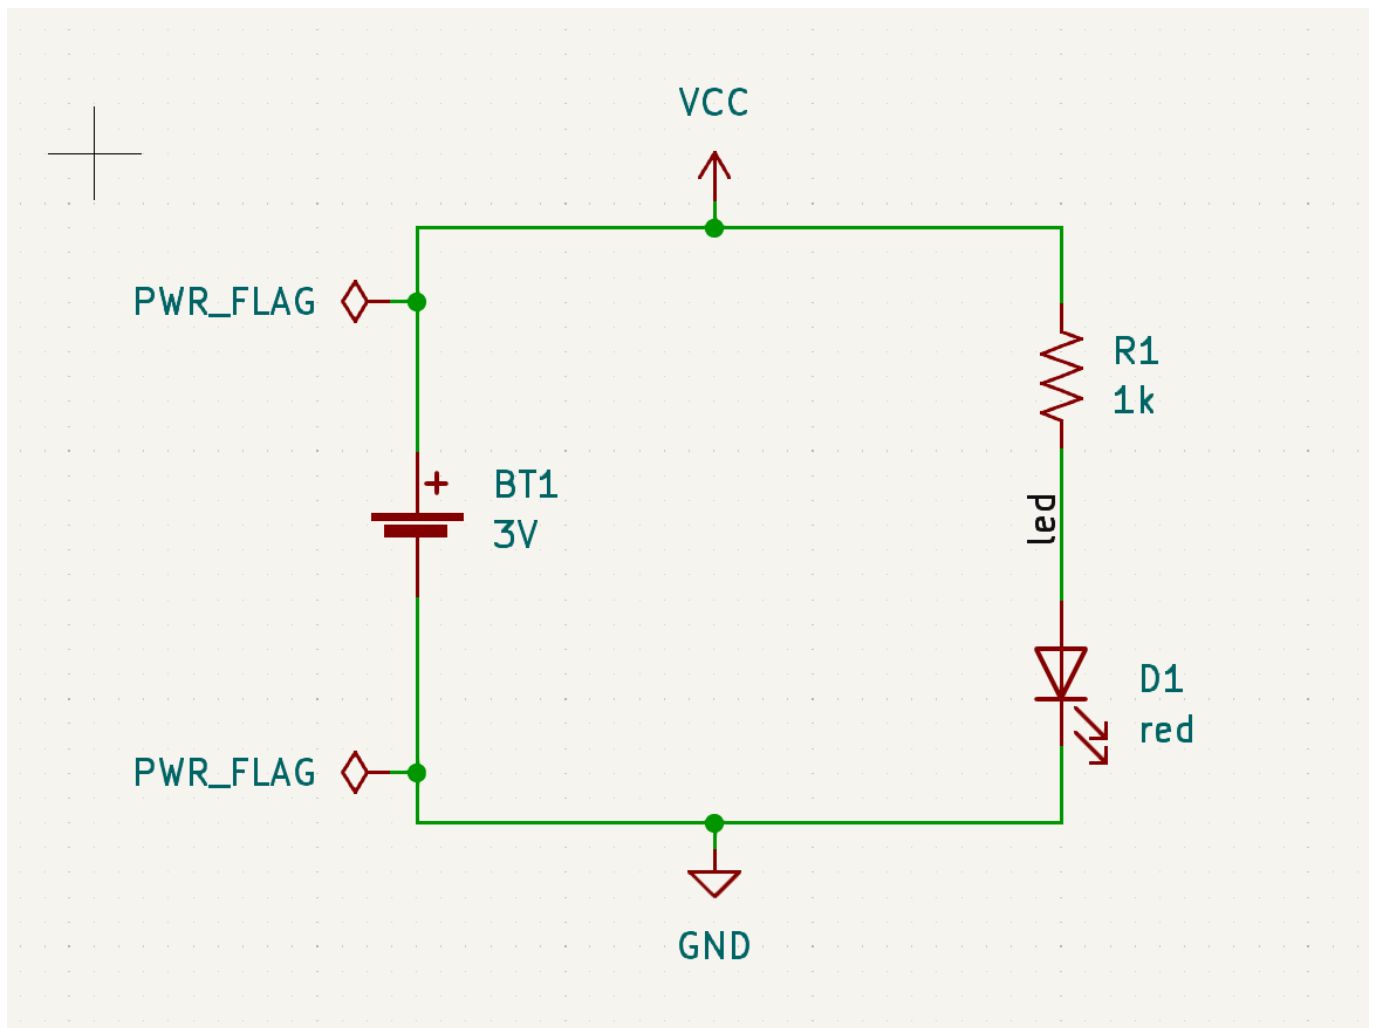 VCC
PWR_FLAG
R1
1k
+
BT1
3V
led
D1
red
PWR_FLAG
GND